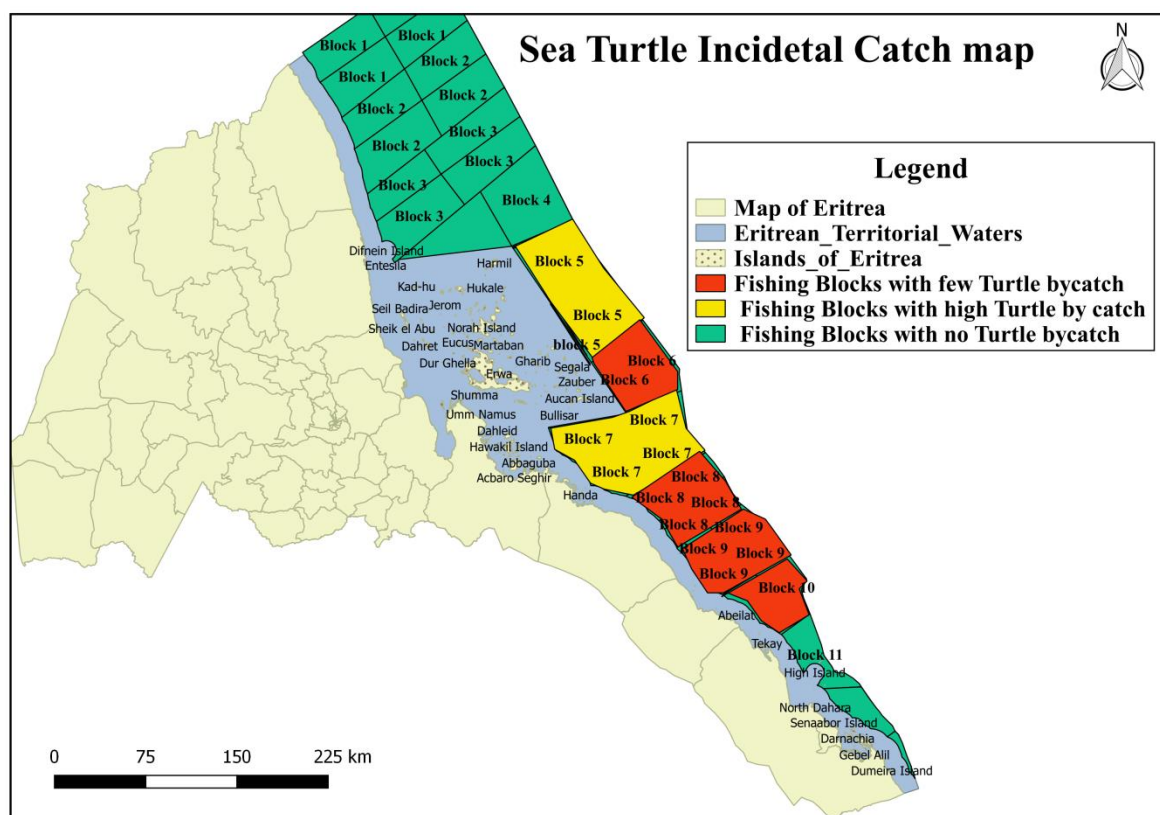 Sea Turtle Incidetal Catch map
N
Block 1
Block 1
Block 1
Block 2
Block 2
Block 2
Block 2
Block 3
Block 3
Block 3
Block 3
Block 4
Legend
Map of Eritrea
Eritrean_Territorial_Waters
Islands_of_Eritrea
Fishing Blocks with few Turtle bycatch
Fishing Blocks with high Turtle by catch
Fishing Blocks with no Turtle bycatch
Difnein Island
Entesila
Harmil
Block 5
Kad-hu
Hukale
Seil Badira
Jerom
Block 5
Sheik el Abu
Norah Island
Dahret
Eucus
Martaban
block 5
Dur Ghella
Gharib
Segala
Block 6
Erwa
Zauber
Block 6
Shumma
Aucan Island
Umm Namus
Bullisar
Block 7
Dahleid
Block 7
Hawakil Island
Block 7
Abbaguba
Acbaro Seghir
Block 7
Block 8
Handa
Block 8
Block 8
Block 8
Block 9
Block 9
Block 9
Block 9
Block 10
Abeilat
Tekay
Block 11
High Island
North Dahara
Senaabor Island
Darnachia
Gebel Alil
Dumeira Island
0 75 150 225 km